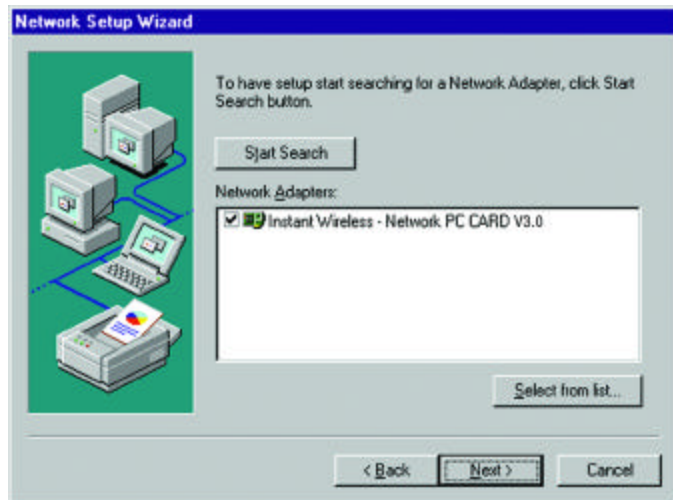 Network Setup Wizard
To have setup start searching for a Network Adapter, click Start
Search button.
Start Search
Network Adapters:
Instant Wireless - Network PC CARD V3.0
Select from list...
< Back
Next >
Cancel